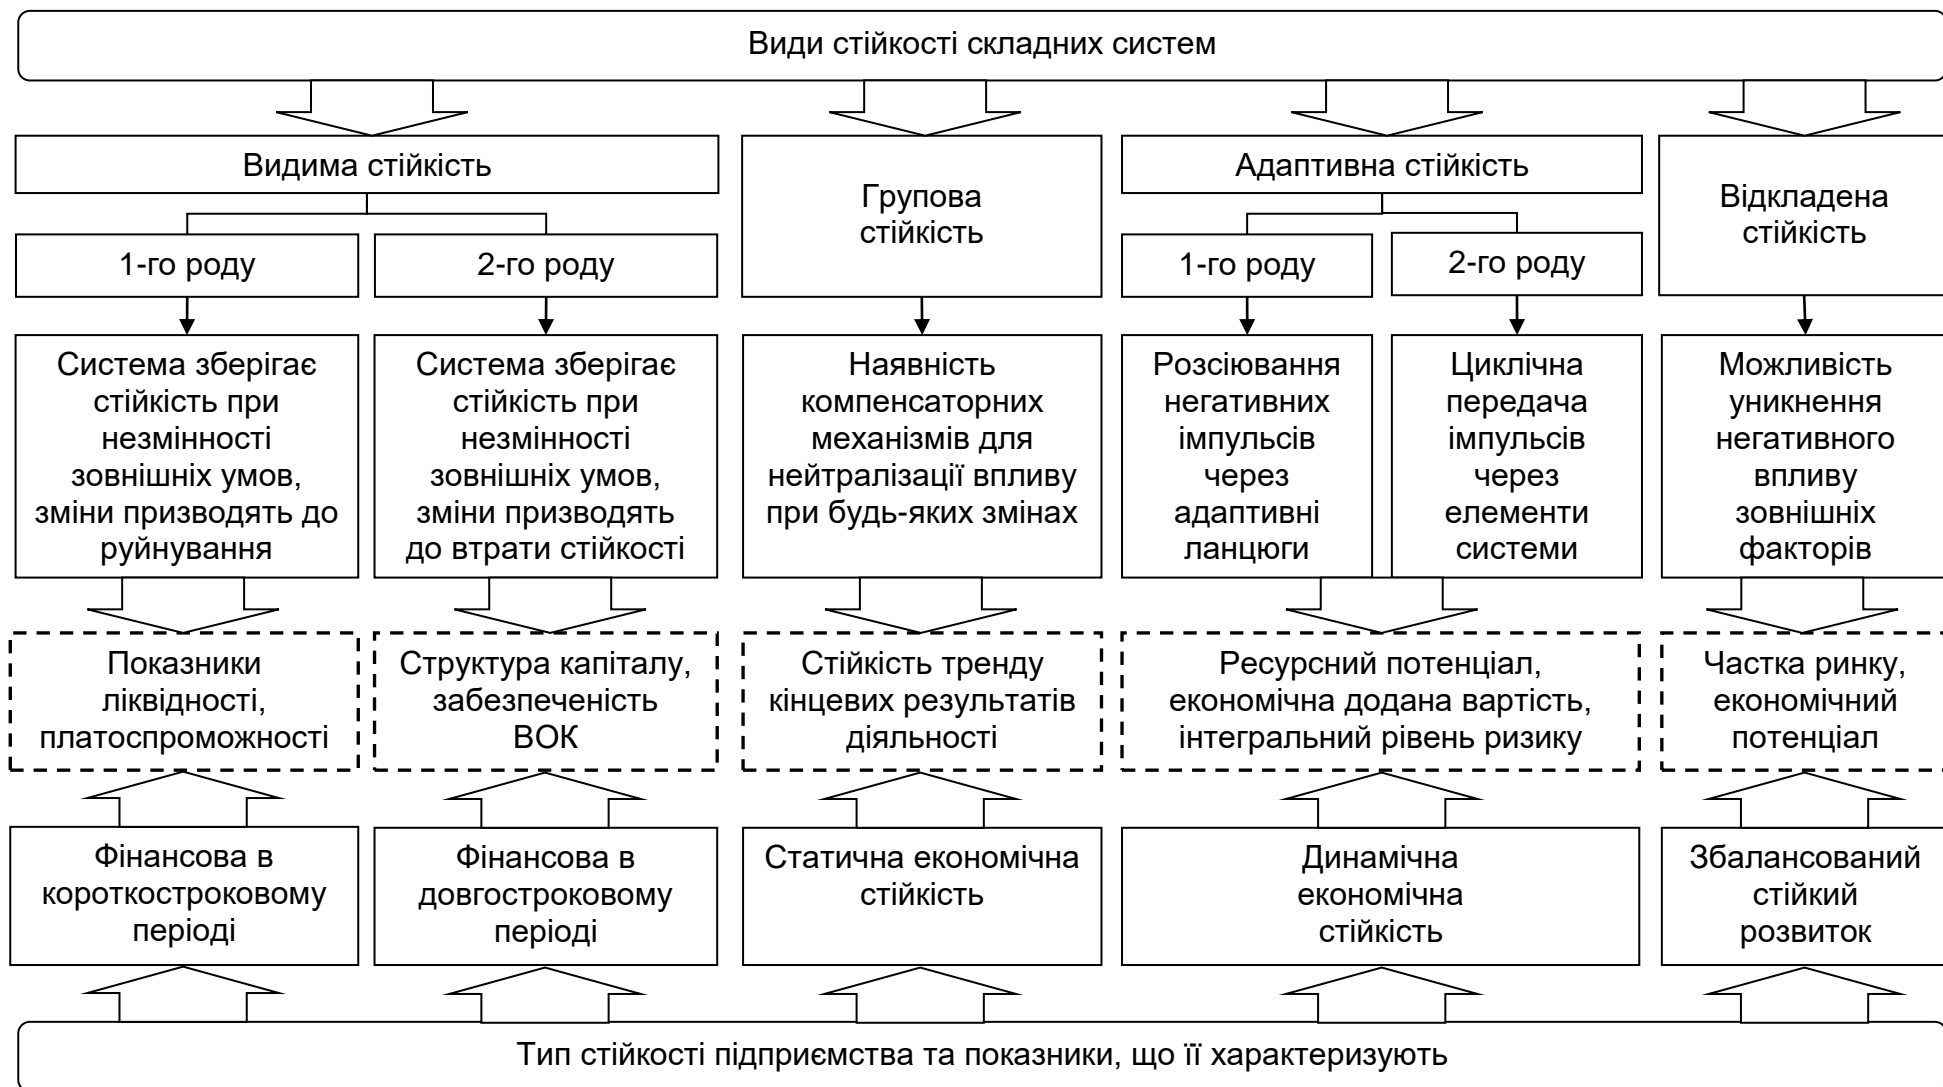 Види стійкості складних систем
Видима стійкість
1-го роду
2-го роду
Групова
стійкість
Адаптивна стійкість
1-го роду
2-го роду
Відкладена
стійкість
Система зберігає
стійкість при
незмінності
зовнішніх умов,
зміни призводять до
руйнування
Система зберігає
стійкість при
незмінності
зовнішніх умов,
зміни призводять
до втрати стійкості
Наявність
компенсаторних
механізмів для
нейтралізації впливу
при будь-яких змінах
Розсіювання
негативних
імпульсів
через
адаптивні
ланцюги
Циклічна
передача
імпульсів
через
елементи
системи
Можливість
уникнення
негативного
впливу
зовнішніх
факторів
Показники
ліквідності,
платоспроможності
Структура капіталу,
забезпеченість
ВОК
Стійкість тренду
кінцевих результатів
діяльності
Ресурсний потенціал,
економічна додана вартість,
інтегральний рівень ризику
Частка ринку,
економічний
потенціал
Фінансова в
короткостроковому
періоді
Фінансова в
довгостроковому
періоді
Статична економічна
стійкість
Динамічна
економічна
стійкість
Збалансований
стійкий
розвиток
Тип стійкості підприємства та показники, що її характеризують